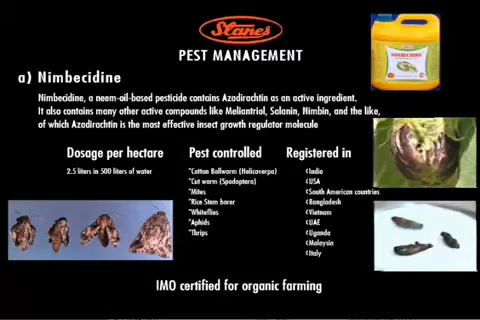 Stanes
PEST MANAGEMENT
NIMBECIDINE
a) Nimbecidine
Nimbecidine, a neem-oil-based pesticide contains Azadirachtin as an active ingredient.
It also contains many other active compounds like Meliantriol, Salanin, Nimbin, and the like,
of which Azadirachtin is the most effective insect growth regulator molecule
Dosage per hectare
2.5 liters in 500 liters of water
Pest controlled
*Cotton Bollworm (Helicoverpa)
*Cut worm (Spodoptera)
*Mites
*Rice Stem borer
*Whiteflies
*Aphids
*Thrips
Registered in
‹India
‹USA
‹South American countries
‹Bangladesh
‹Vietnam
‹UAE
‹Uganda
‹Malaysia
‹Italy
IMO certified for organic farming